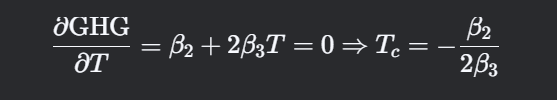 ∂GHG/∂T = β₂ + 2β₃T = 0 ⇒ T_c = −β₂/2β₃